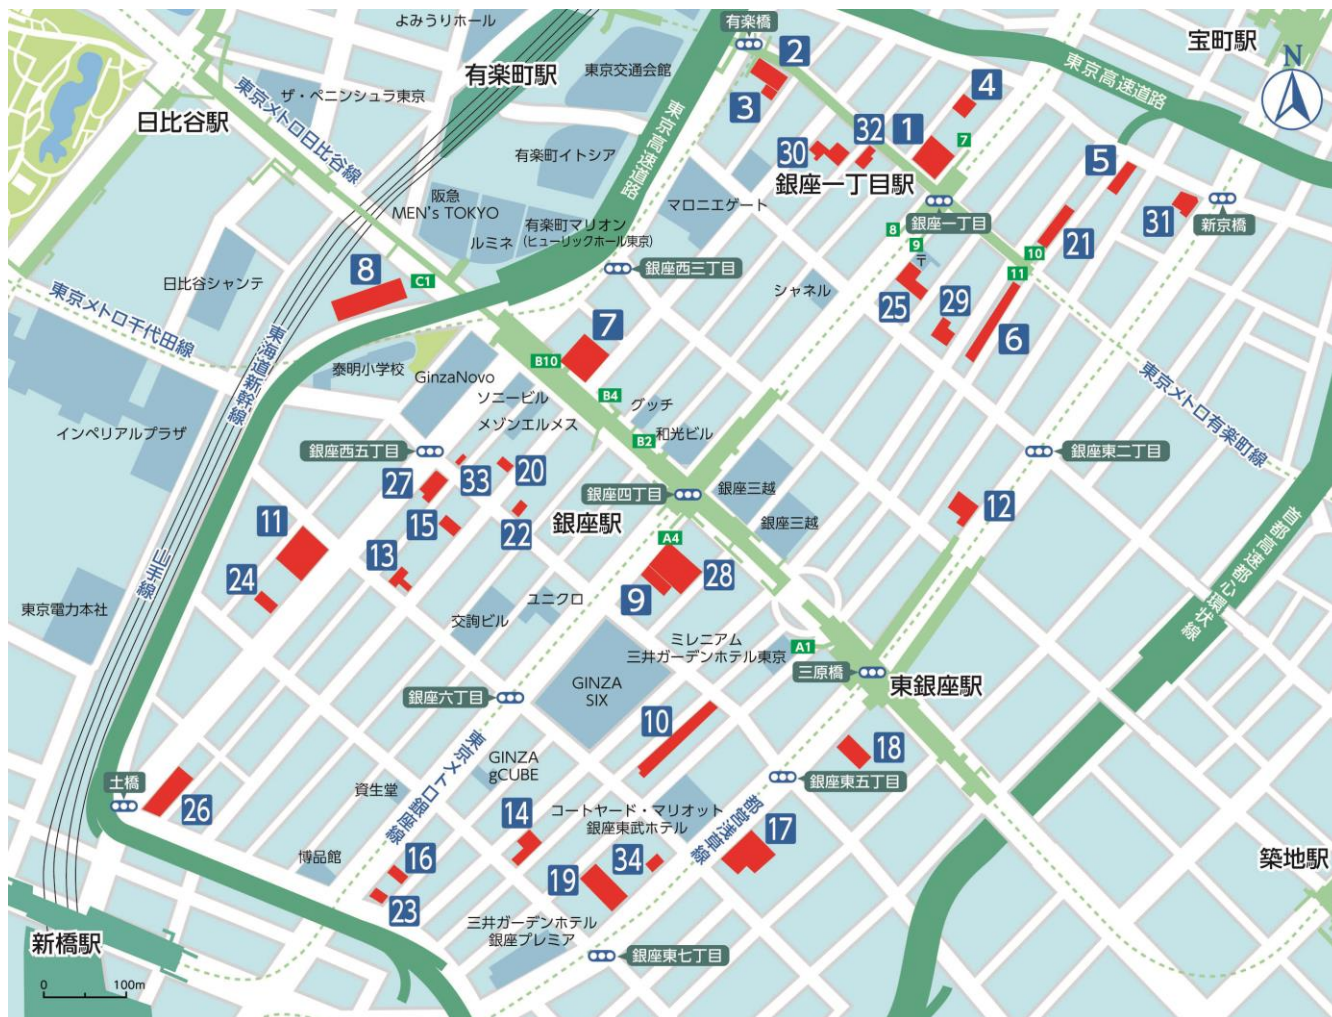 よみうりホール
有楽橋
宝町駅
N
2
有楽町駅
東京交通会館
東京高速道路
ザ・ペニンシュラ東京
東京メトロ日比谷線
4
3
東京高速道路
日比谷駅
32
1
7
30
有楽町イトシア
5
銀座一丁目駅
阪急
MEN's TOKYO
マロニエゲート
銀座一丁目
31
新京橋
有楽町マリオン
(ヒューリックホール東京)
ルミネ
8
9
21
10
〒
11
銀座西三丁目
8
C1
日比谷シャンテ
シャネル
25
29
東京メトロ千代田線
東海道新幹線
7
6
B10
泰明小学校
GinzaNovo
東京メトロ有楽町線
ソニービル
B4
グッチ
メゾンエルメス
B2
和光ビル
インペリアルプラザ
銀座西五丁目
銀座東二丁目
33
20
27
銀座三越
銀座四丁目
12
15
22
銀座駅
銀座三越
首都高速都心環状線
11
A4
山手線
13
28
24
9
ユニクロ
東京電力本社
交詢ビル
ミレニアム
三井ガーデンホテル東京
A1
三原橋
東銀座駅
GINZA
SIX
銀座六丁目
10
18
東京メトロ銀座線
GINZA
gCUBE
土橋
銀座東五丁目
26
資生堂
コートヤード・マリオット
銀座東武ホテル
都営浅草線
14
17
博品館
34
築地駅
16
19
23
三井ガーデンホテル
銀座プレミア
新橋駅
銀座東七丁目
0
100m